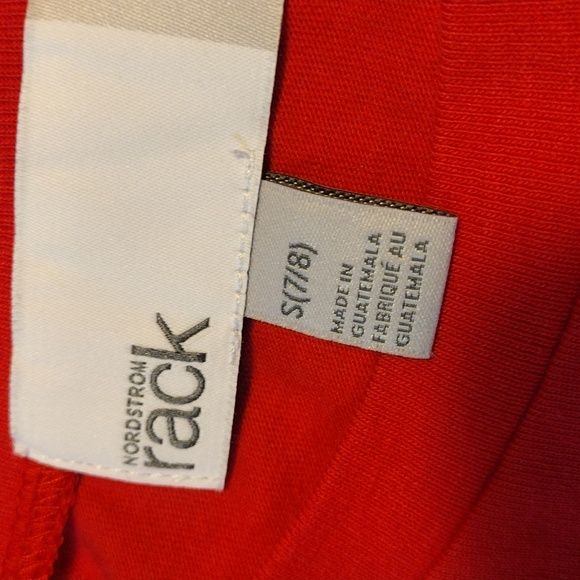 NORDSTROM
rack
S(7/8)
MADE IN
GUATEMALA
FABRIQUÉ AU
GUATEMALA